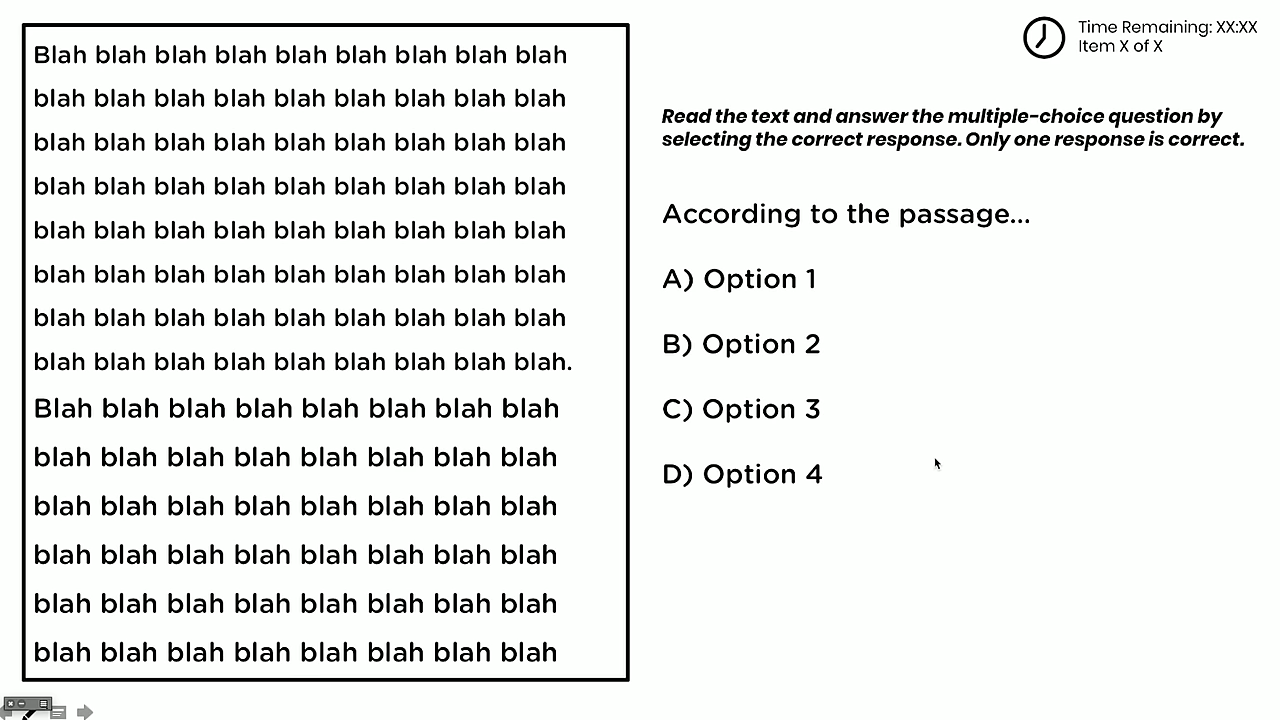 Blah blah blah blah blah blah blah blah blah
blah blah blah blah blah blah blah blah blah
blah blah blah blah blah blah blah blah blah
blah blah blah blah blah blah blah blah blah
blah blah blah blah blah blah blah blah blah
blah blah blah blah blah blah blah blah blah
blah blah blah blah blah blah blah blah blah
blah blah blah blah blah blah blah blah blah.
Blah blah blah blah blah blah blah blah
blah blah blah blah blah blah blah blah
blah blah blah blah blah blah blah blah
blah blah blah blah blah blah blah blah
blah blah blah blah blah blah blah blah
blah blah blah blah blah blah blah blah
Time Remaining: XX:XX
Item X of X
Read the text and answer the multiple-choice question by
selecting the correct response. Only one response is correct.
According to the passage...
A) Option 1
B) Option 2
C) Option 3
D) Option 4